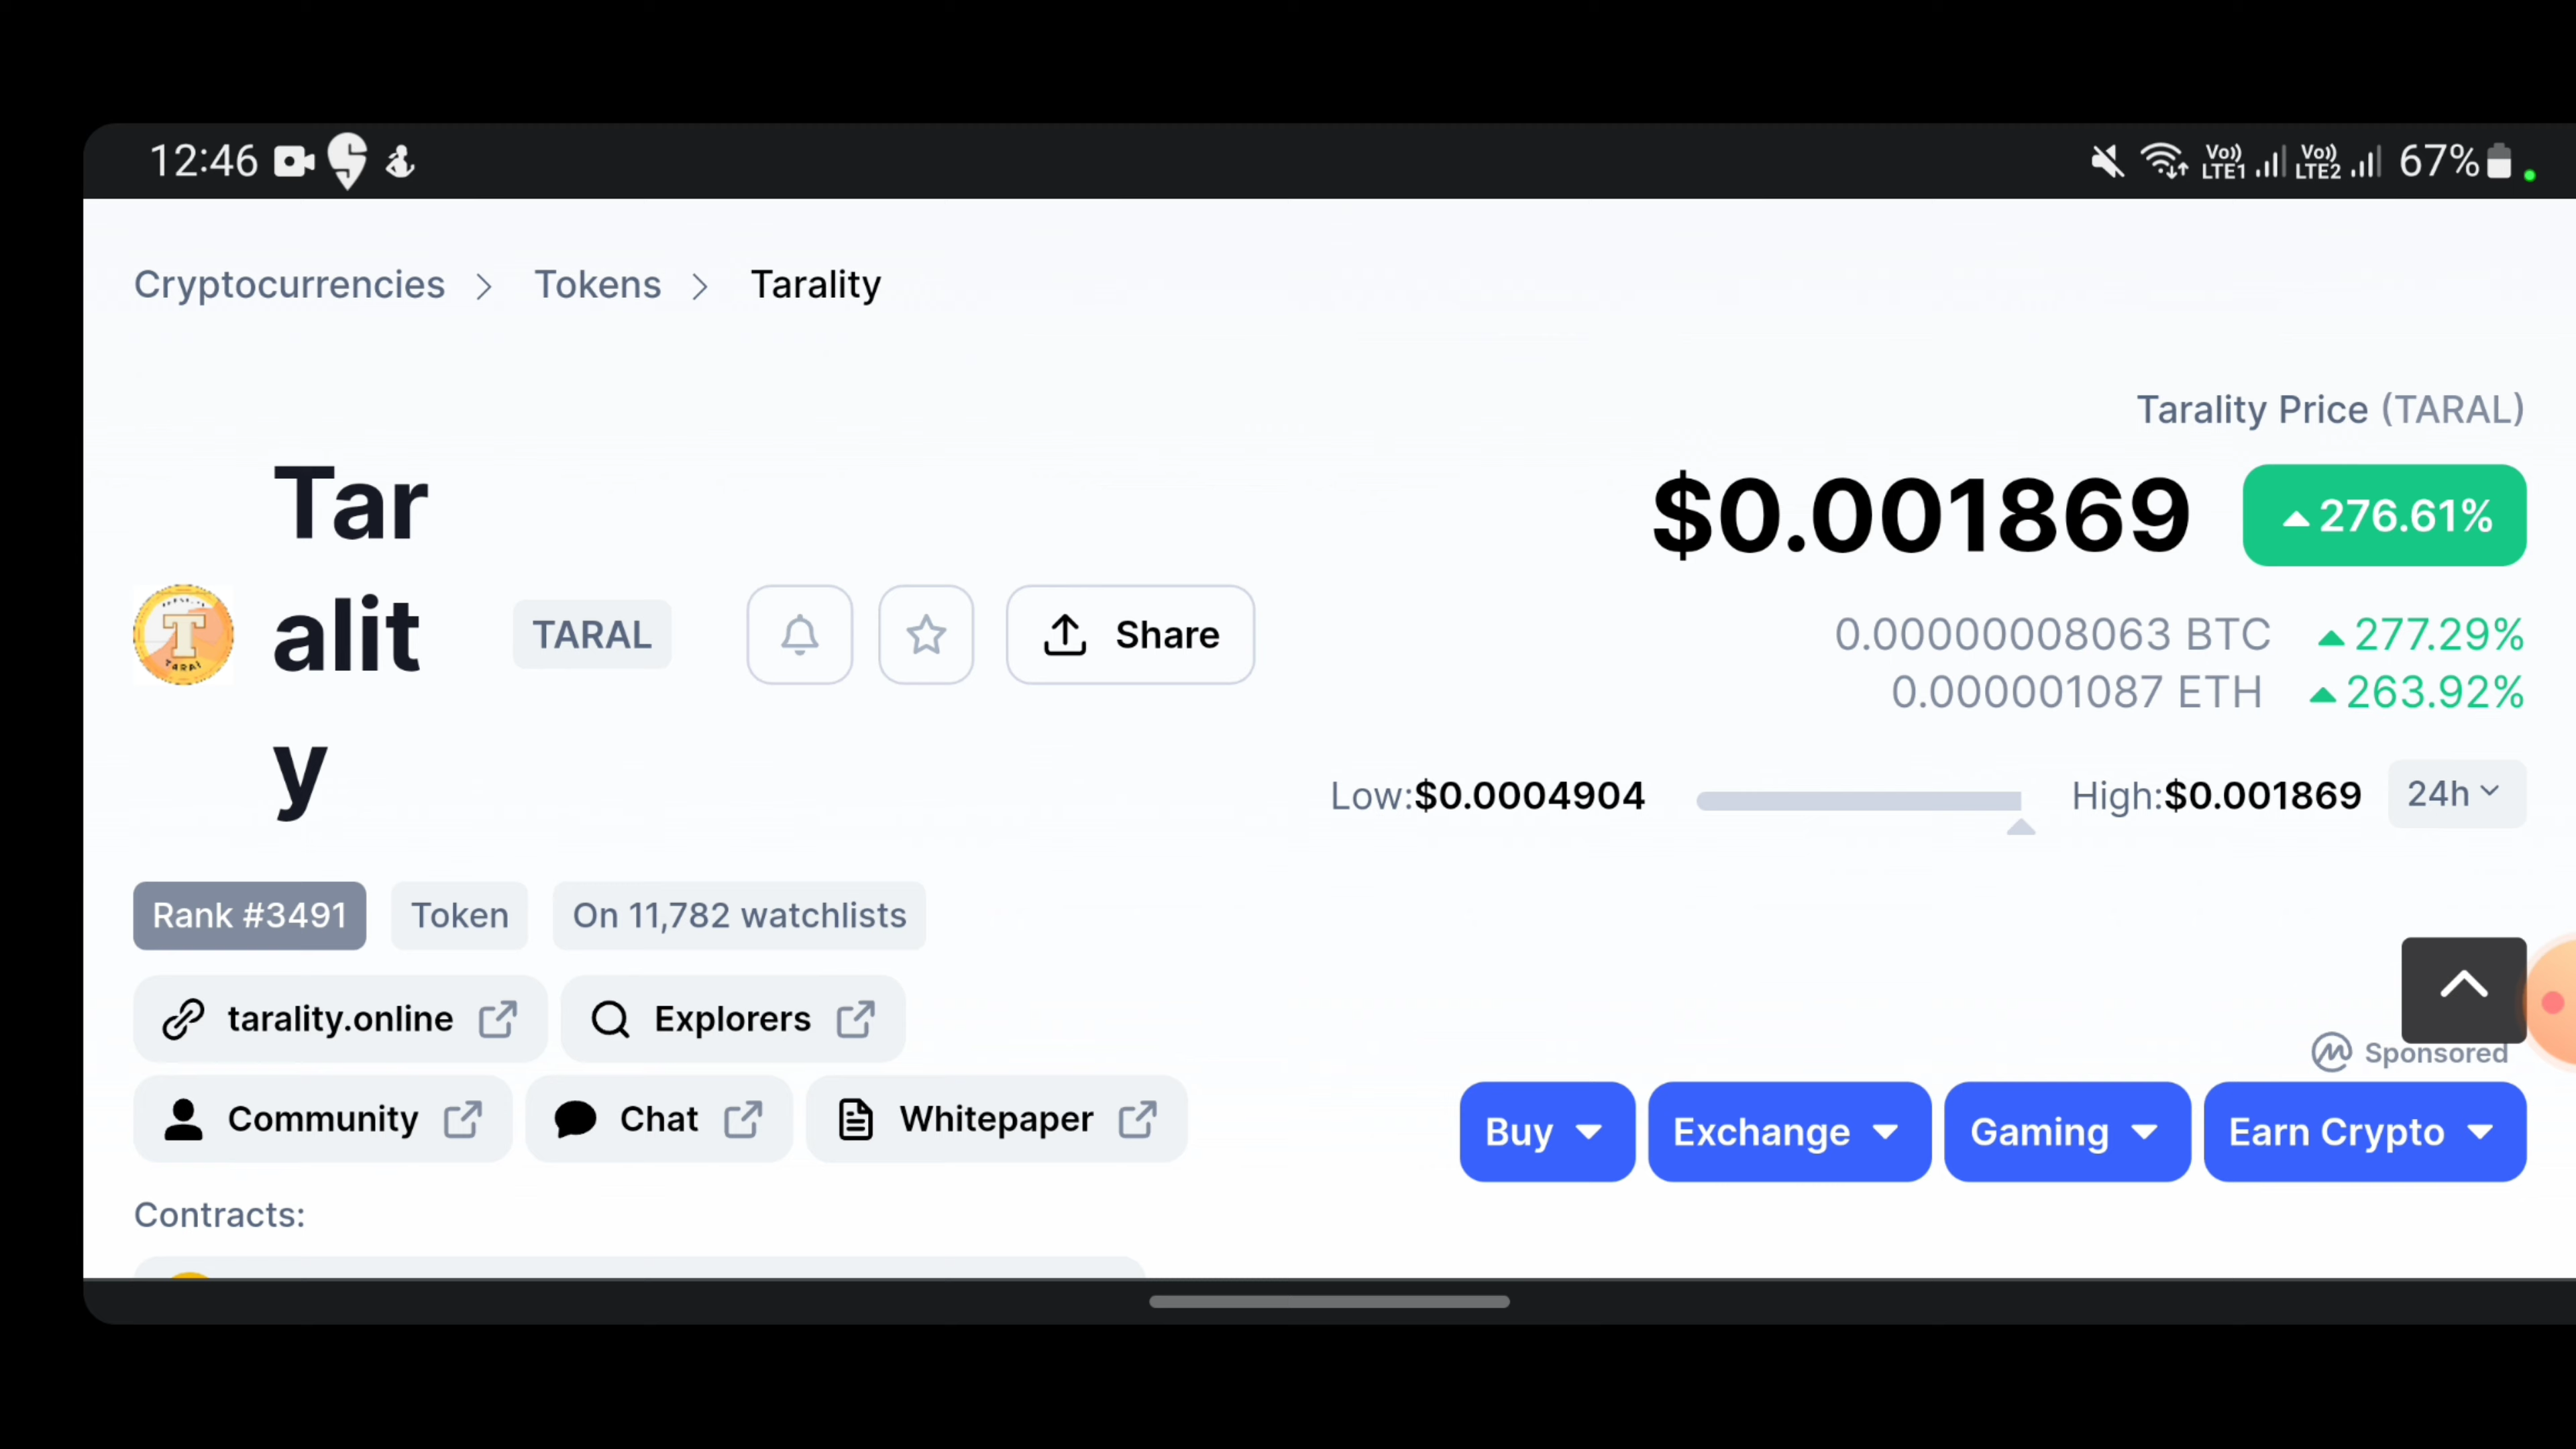 12:46
Vo)) LTE1 Vo)) LTE2 67%
Cryptocurrencies > Tokens > Tarality
Tarality Price (TARAL)
$0.001869 276.61%
0.00000008063 BTC 277.29%
0.000001087 ETH 263.92%
Low:$0.0004904 High:$0.001869 24h
Tar
alit
y
T
TARAL
TARAL
Share
Rank #3491 Token On 11,782 watchlists
tarality.online Explorers
Community Chat Whitepaper
Contracts:
Sponsored
Buy Exchange Gaming Earn Crypto